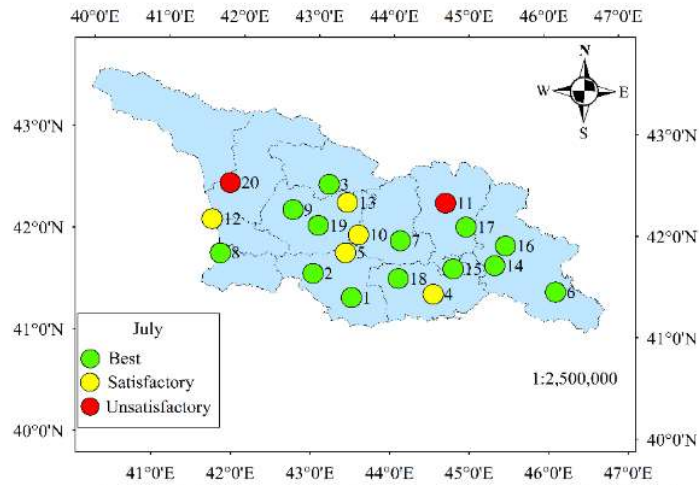 40°0'E 41°0'E 42°0'E 43°0'E 44°0'E 45°0'E 46°0'E 47°0'E
N
W E
S
43°0'N 43°0'N
20 3 13 11
12 9 19 10 7 17
42°0'N 42°0'N
8 5 16
2 18 15 14
1 4 6
41°0'N 41°0'N
July
Best
Satisfactory
Unsatisfactory
1:2,500,000
40°0'N 40°0'N
41°0'E 42°0'E 43°0'E 44°0'E 45°0'E 46°0'E 47°0'E